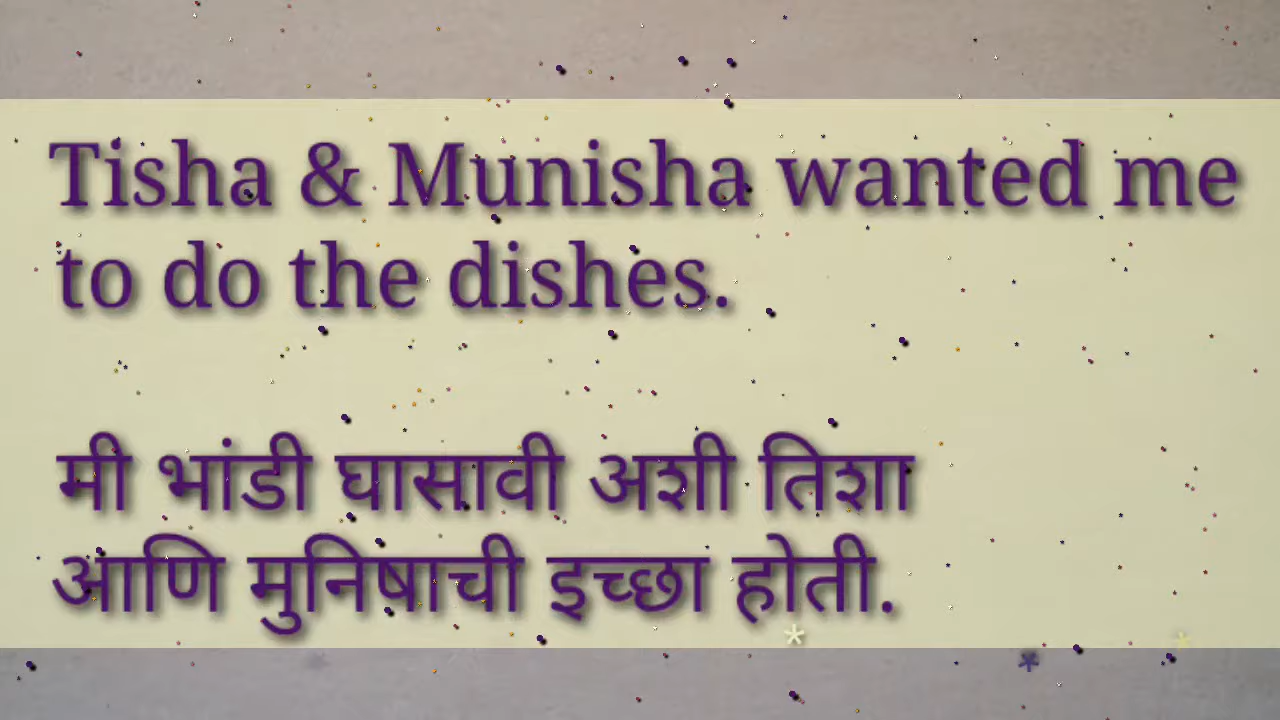 Tisha & Munisha wanted me
to do the dishes.
मी भांडी घासावी अशी तिशा
आणि मुनिषाची इच्छा होती.